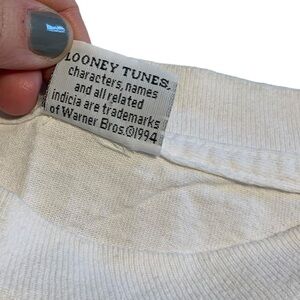 LOONEY TUNES,
characters, names
and all related
indicia are trademarks
of Warner Bros.©1994